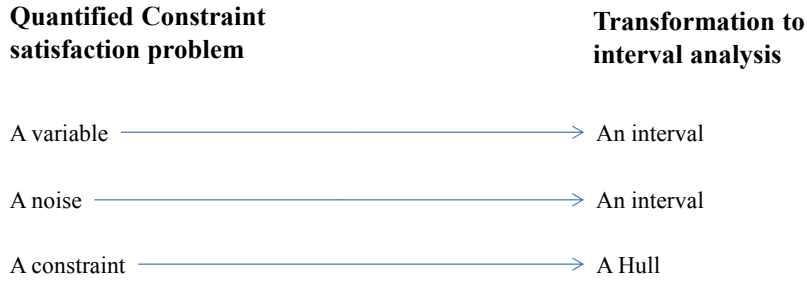 Quantified Constraint
satisfaction problem
Transformation to
interval analysis
A variable
An interval
A noise
An interval
A constraint
A Hull